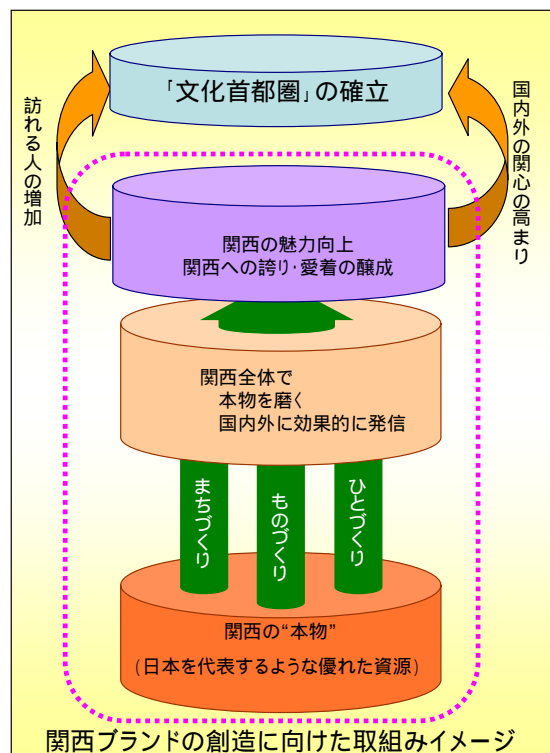 「文化首都圏」の確立
訪れる人の増加
国内外の関心の高まり
関西の魅力向上
関西への誇り・愛着の醸成
関西全体で
本物を磨く
国内外に効果的に発信
まちづくり
ものづくり
ひとづくり
関西の“本物”
(日本を代表するような優れた資源)
関西ブランドの創造に向けた取組みイメージ